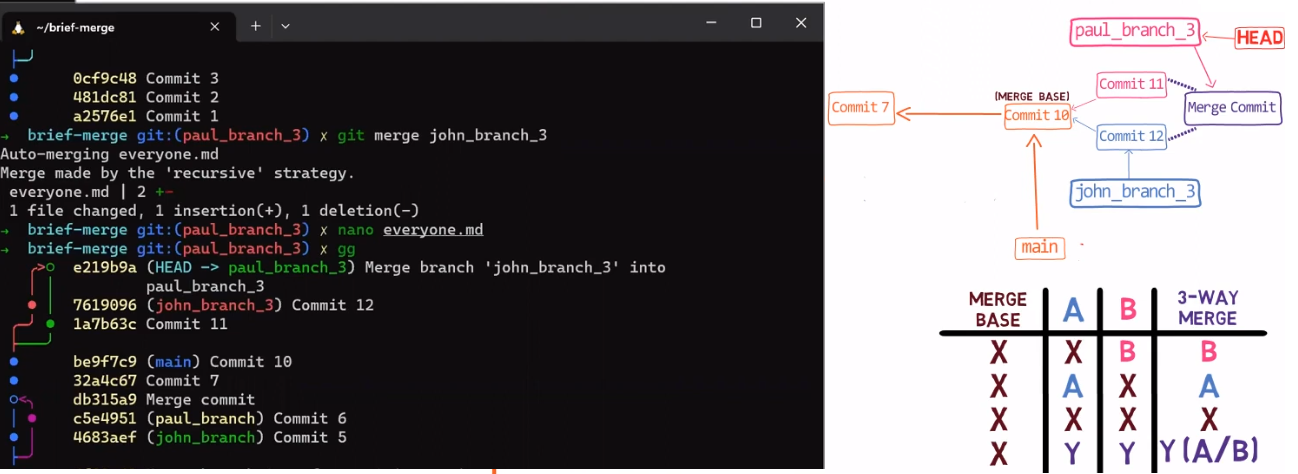 ~/brief-merge
0cf9c48 Commit 3
481dc81 Commit 2
a2576e1 Commit 1
→ brief-merge git:(paul_branch_3) ✗ git merge john_branch_3
Auto-merging everyone.md
Merge made by the 'recursive' strategy.
everyone.md | 2 +-
1 file changed, 1 insertion(+), 1 deletion(-)
→ brief-merge git:(paul_branch_3) ✗ nano everyone.md
→ brief-merge git:(paul_branch_3) ✗ gg
e219b9a (HEAD -> paul_branch_3) Merge branch 'john_branch_3' into
paul_branch_3
7619096 (john_branch_3) Commit 12
1a7b63c Commit 11
be9f7c9 (main) Commit 10
32a4c67 Commit 7
db315a9 Merge commit
c5e4951 (paul_branch) Commit 6
4683aef (john_branch) Commit 5
paul_branch_3
HEAD
Commit 11
(MERGE BASE)
Commit 7
Commit 10
Merge Commit
Commit 12
john_branch_3
main
MERGE BASE A B 3-WAY MERGE
X X B B
X A X A
X X X X
X Y Y Y(A/B)